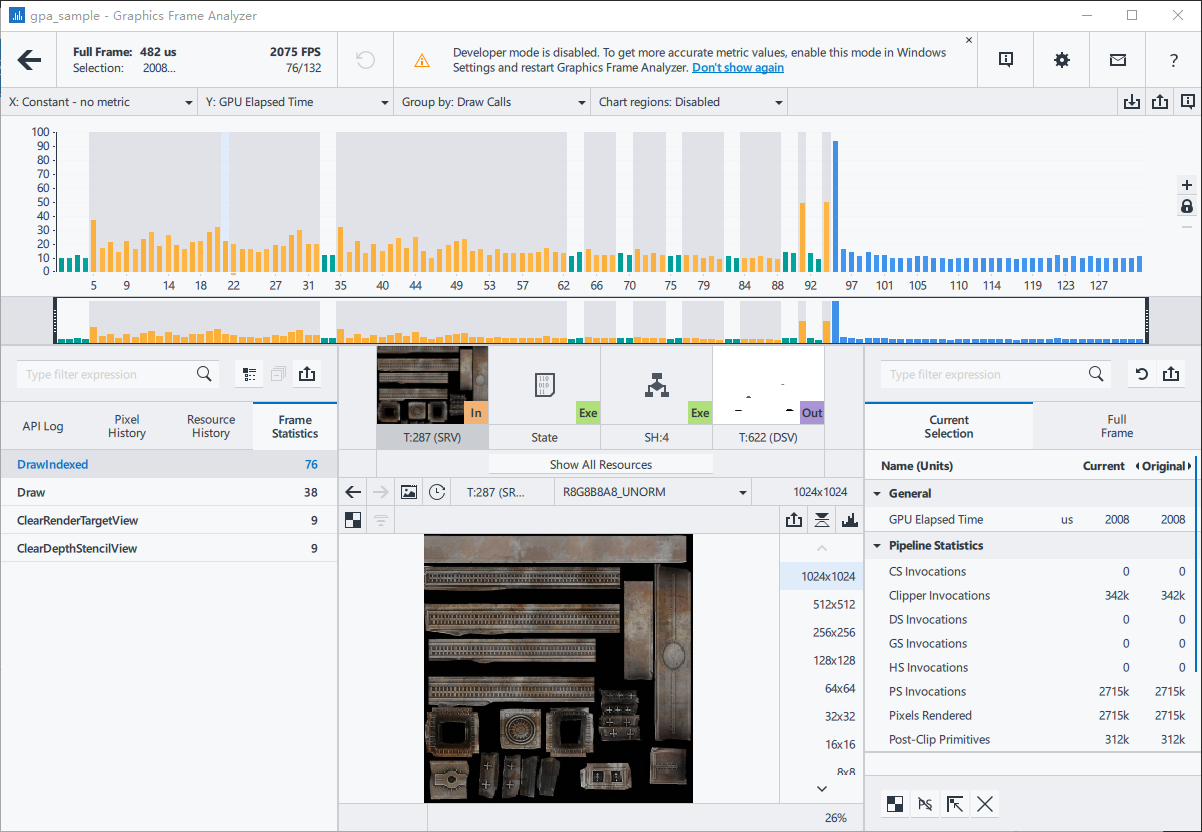 gpa_sample - Graphics Frame Analyzer
Full Frame: 482 us 2075 FPS
Selection: 2008... 76/132
Developer mode is disabled. To get more accurate metric values, enable this mode in Windows
Settings and restart Graphics Frame Analyzer. Don't show again
?
X: Constant - no metric Y: GPU Elapsed Time Group by: Draw Calls Chart regions: Disabled
100
90
80
70
60
50
40
30
20
10
0
5 9 14 18 22 27 31 35 40 44 49 53 57 62 66 70 75 79 84 88 92 97 101 105 110 114 119 123 127
Type filter expression
API Log
Pixel
History
Resource
History
Frame
Statistics
DrawIndexed 76
Draw 38
ClearRenderTargetView 9
ClearDepthStencilView 9
In Exe Exe Out
T:287 (SRV) State SH:4 T:622 (DSV)
Show All Resources
T:287 (SR... R8G8B8A8_UNORM 1024x1024
1024x1024
512x512
256x256
128x128
64x64
32x32
16x16
8x8
26%
Type filter expression
Current
Selection
Full
Frame
Name (Units) Current Original
General
GPU Elapsed Time us 2008 2008
Pipeline Statistics
CS Invocations 0 0
Clipper Invocations 342k 342k
DS Invocations 0 0
GS Invocations 0 0
HS Invocations 0 0
PS Invocations 2715k 2715k
Pixels Rendered 2715k 2715k
Post-Clip Primitives 312k 312k
PS